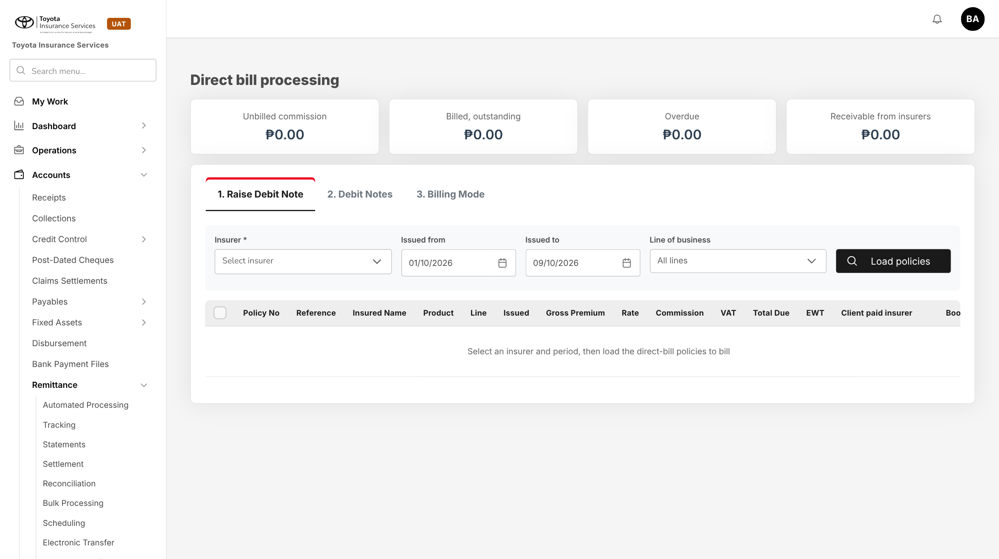 Toyota
Insurance Services
UAT
Toyota Insurance Services
Search menu...
My Work
Dashboard
Operations
Accounts
Receipts
Collections
Credit Control
Post-Dated Cheques
Claims Settlements
Payables
Fixed Assets
Disbursement
Bank Payment Files
Remittance
Automated Processing
Tracking
Statements
Settlement
Reconciliation
Bulk Processing
Scheduling
Electronic Transfer
BA
Direct bill processing
Unbilled commission
₱0.00
Billed, outstanding
₱0.00
Overdue
₱0.00
Receivable from insurers
₱0.00
1. Raise Debit Note 2. Debit Notes 3. Billing Mode
Insurer * Issued from Issued to Line of business
Select insurer 01/10/2026 09/10/2026 All lines Load policies
Policy No Reference Insured Name Product Line Issued Gross Premium Rate Commission VAT Total Due EWT Client paid insurer Boo
Select an insurer and period, then load the direct-bill policies to bill